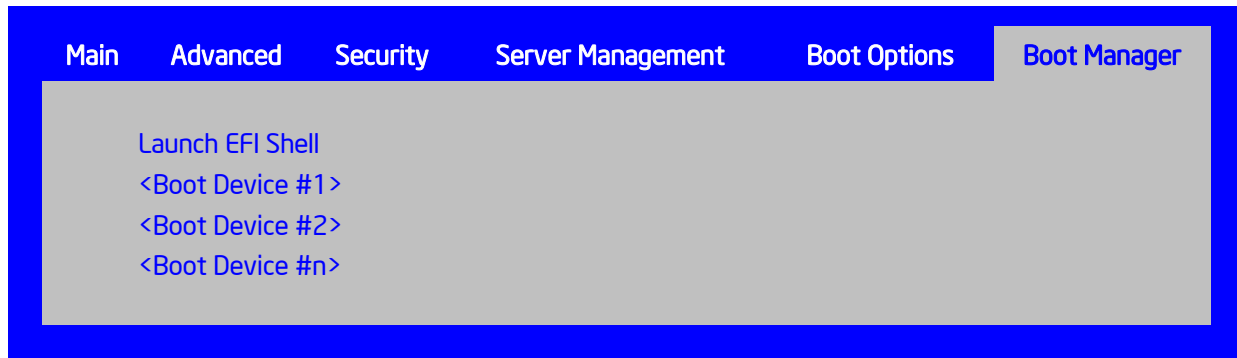 Main Advanced Security Server Management Boot Options Boot Manager
Launch EFI Shell
<Boot Device #1>
<Boot Device #2>
<Boot Device #n>